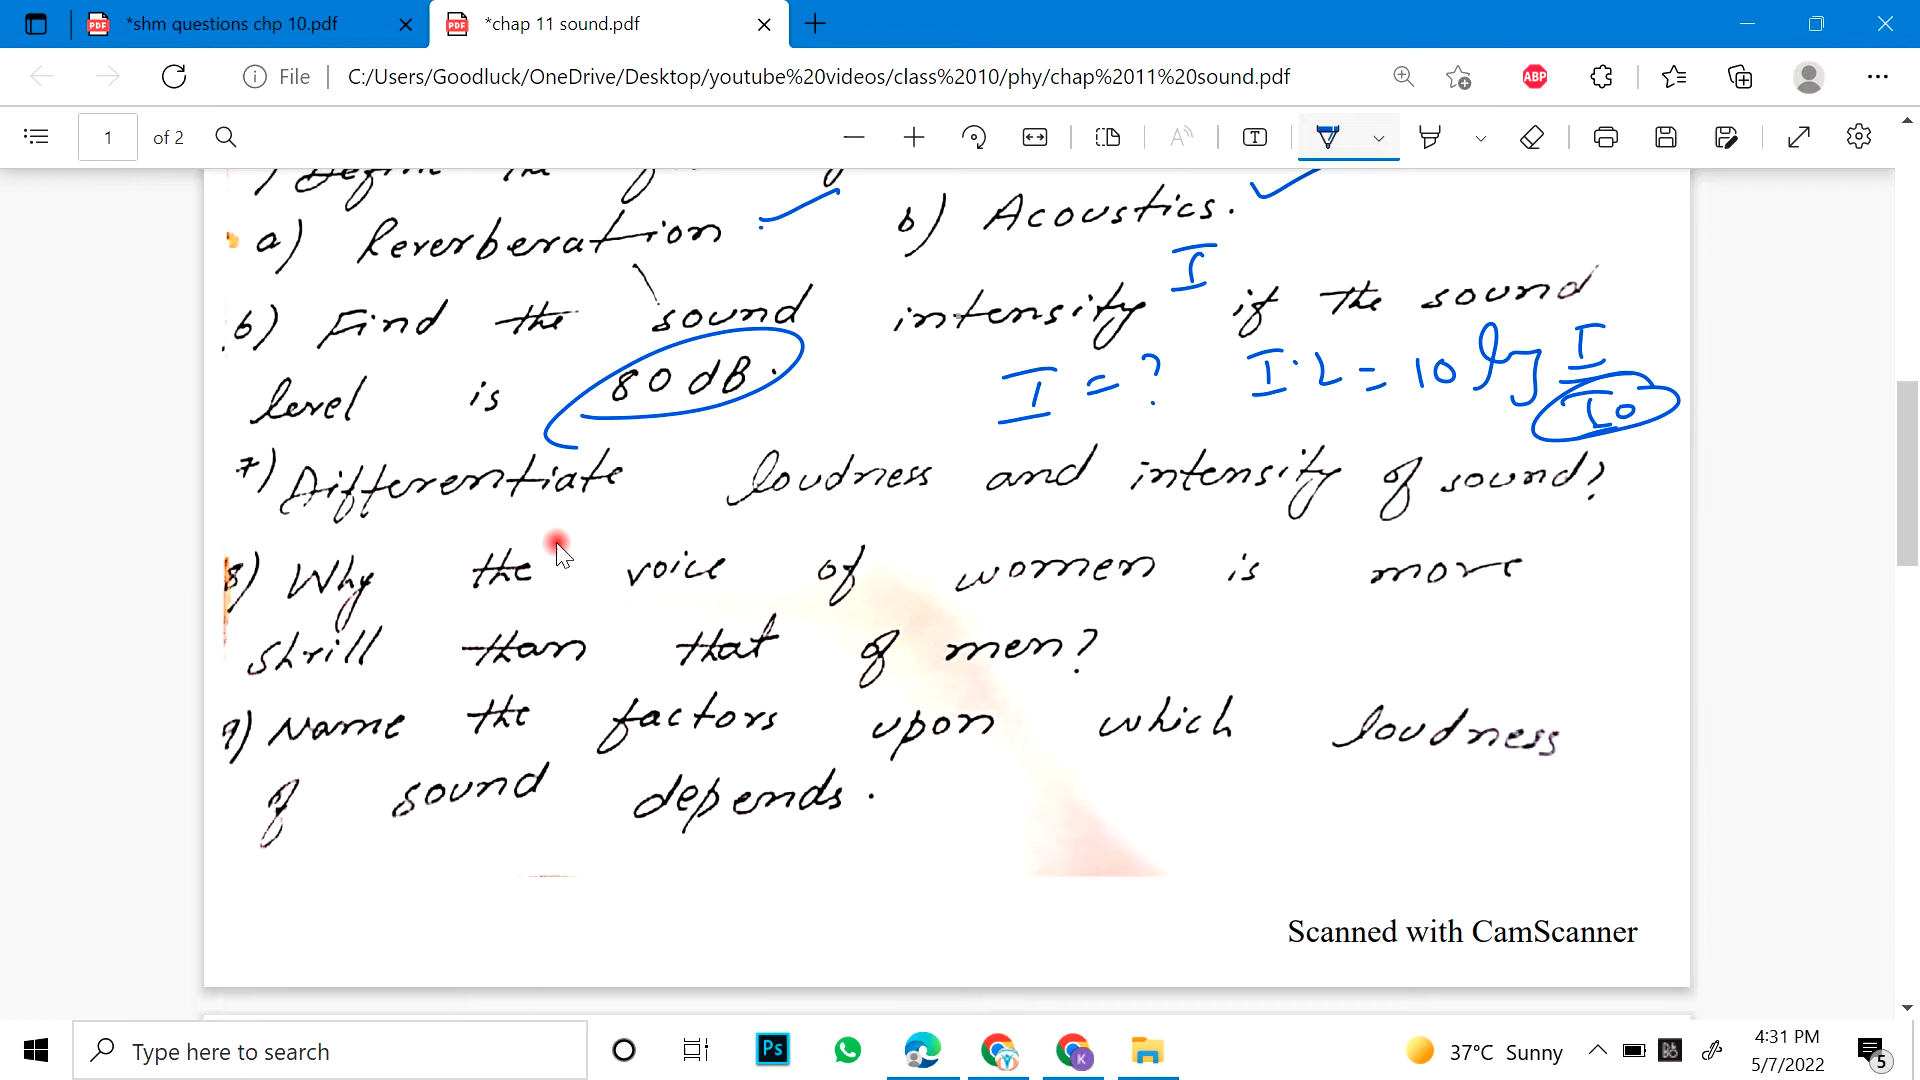 *shm questions chp 10.pdf
*chap 11 sound.pdf
File
C:/Users/Goodluck/OneDrive/Desktop/youtube%20videos/class%2010/phy/chap%2011%20sound.pdf
ABP
1 of 2
a) Reverberation b) Acoustics.
I
6) Find the sound intensity if the sound
level is 80 dB. I = ? I.L = 10 log I/I0
7) Differentiate loudness and intensity of sound?
8) Why the voice of women is more
shrill than that of men?
9) Name the factors upon which loudness
of sound depends.
Scanned with CamScanner
Type here to search
Ps
K
37°C Sunny
4:31 PM
5/7/2022
5